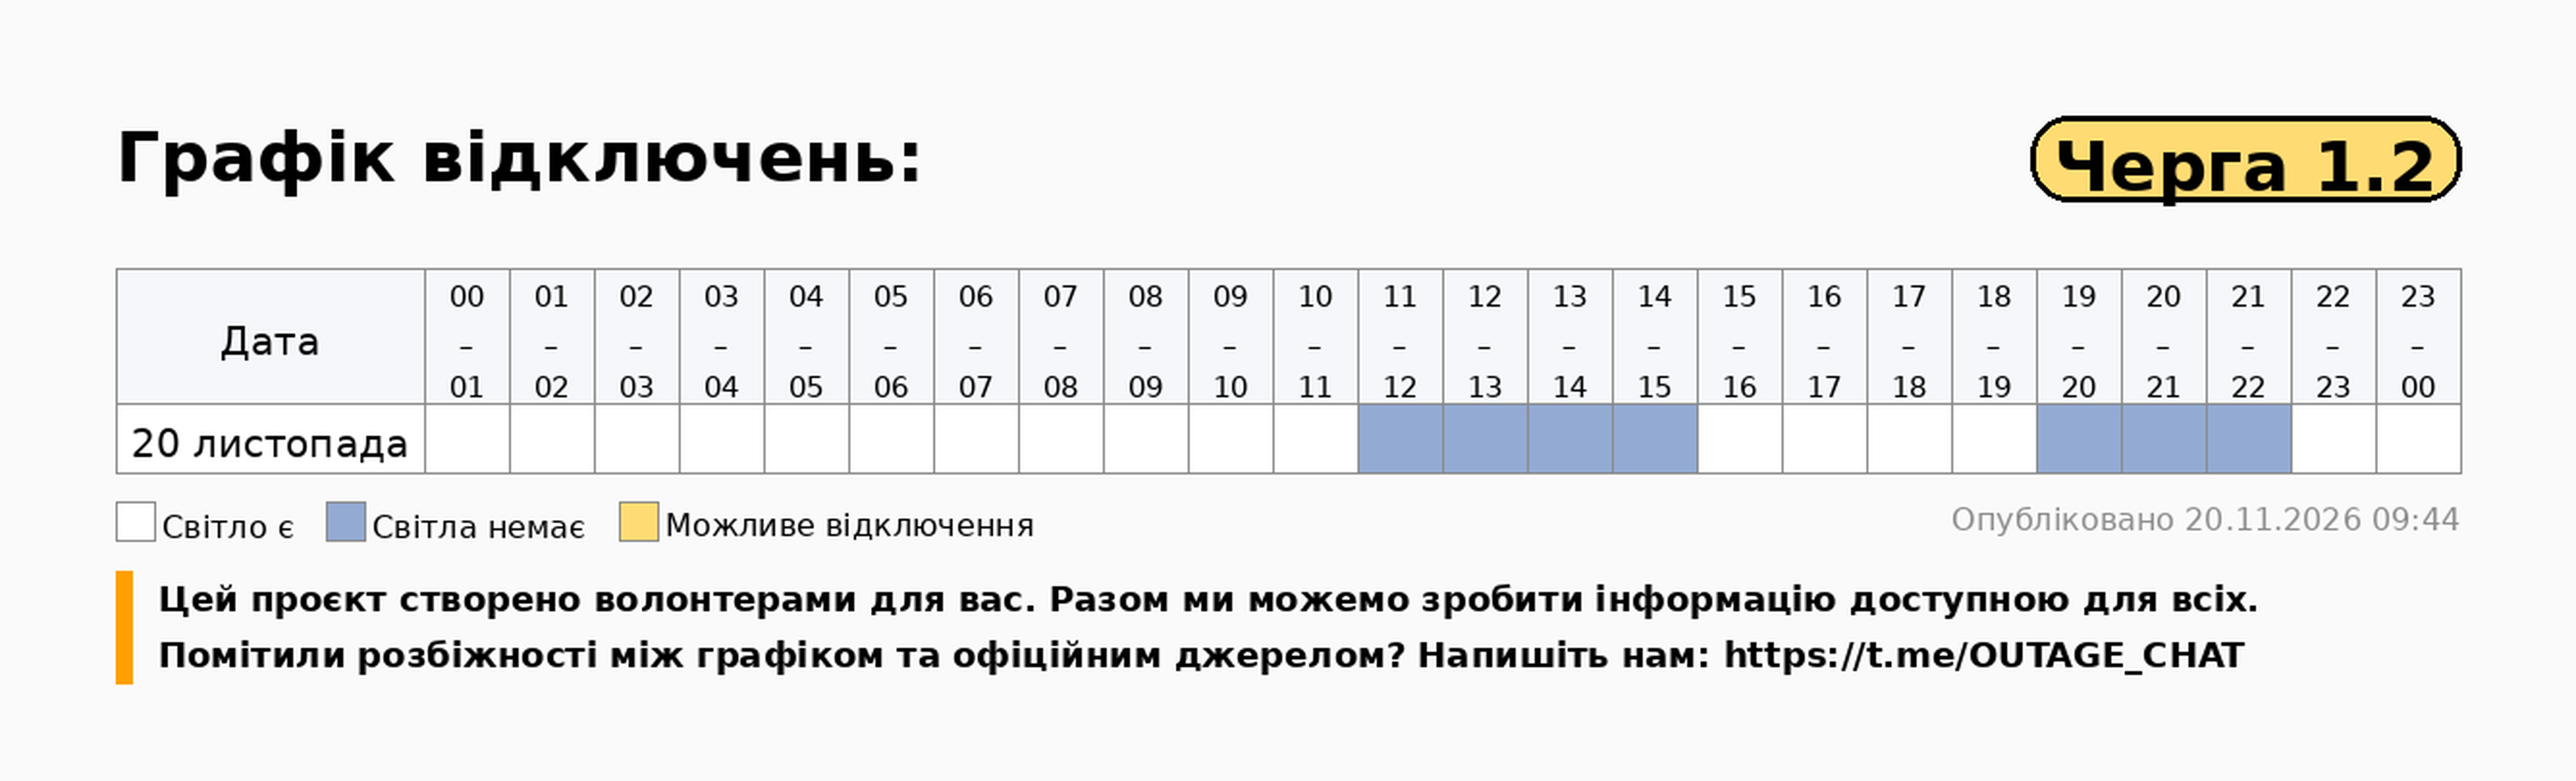 Графік відключень:
Черга 1.2
Дата 00 – 01 01 – 02 02 – 03 03 – 04 04 – 05 05 – 06 06 – 07 07 – 08 08 – 09 09 – 10 10 – 11 11 – 12 12 – 13 13 – 14 14 – 15 15 – 16 16 – 17 17 – 18 18 – 19 19 – 20 20 – 21 21 – 22 22 – 23 23 – 00
20 листопада
Світло є Світла немає Можливе відключення
Опубліковано 20.11.2026 09:44
Цей проєкт створено волонтерами для вас. Разом ми можемо зробити інформацію доступною для всіх.
Помітили розбіжності між графіком та офіційним джерелом? Напишіть нам: https://t.me/OUTAGE_CHAT